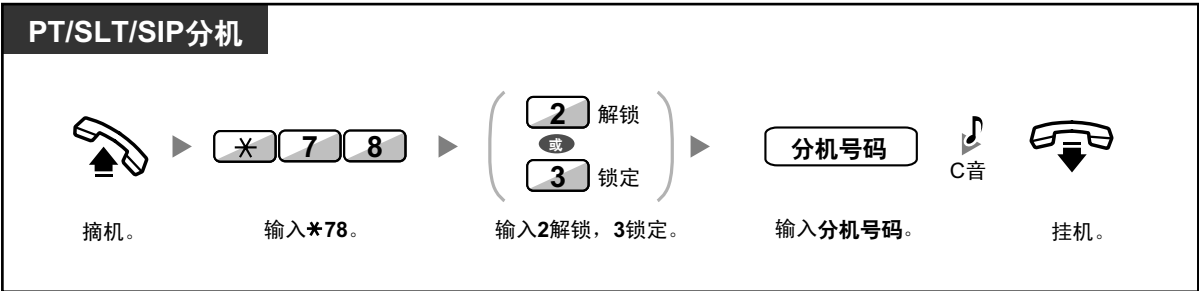 PT/SLT/SIP分机
✳ 7 8
2 解锁
或
3 锁定
分机号码
C音
摘机。
输入✳78。
输入2解锁，3锁定。
输入分机号码。
挂机。